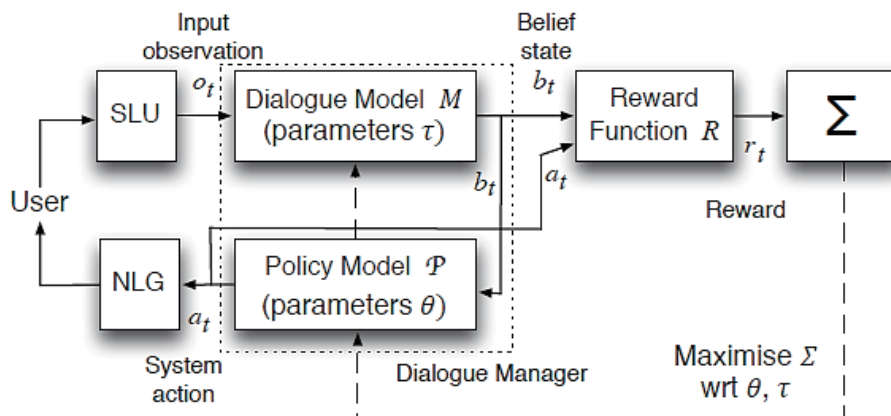 Input
observation
Belief
state
SLU
o_t
Dialogue Model M
(parameters τ)
b_t
Reward
Function R
r_t
Σ
b_t
a_t
User
Reward
NLG
a_t
Policy Model 𝒫
(parameters θ)
System
action
Dialogue Manager
Maximise Σ
wrt θ, τ